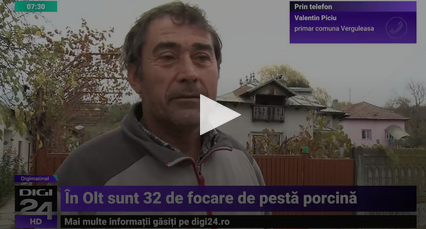 07:30
Prin telefon
Valentin Piciu
primar comuna Verguleasa
Digimatinal
DIGI
24
HD
În Olt sunt 32 de focare de pestă porcină
Mai multe informații găsiți pe digi24.ro